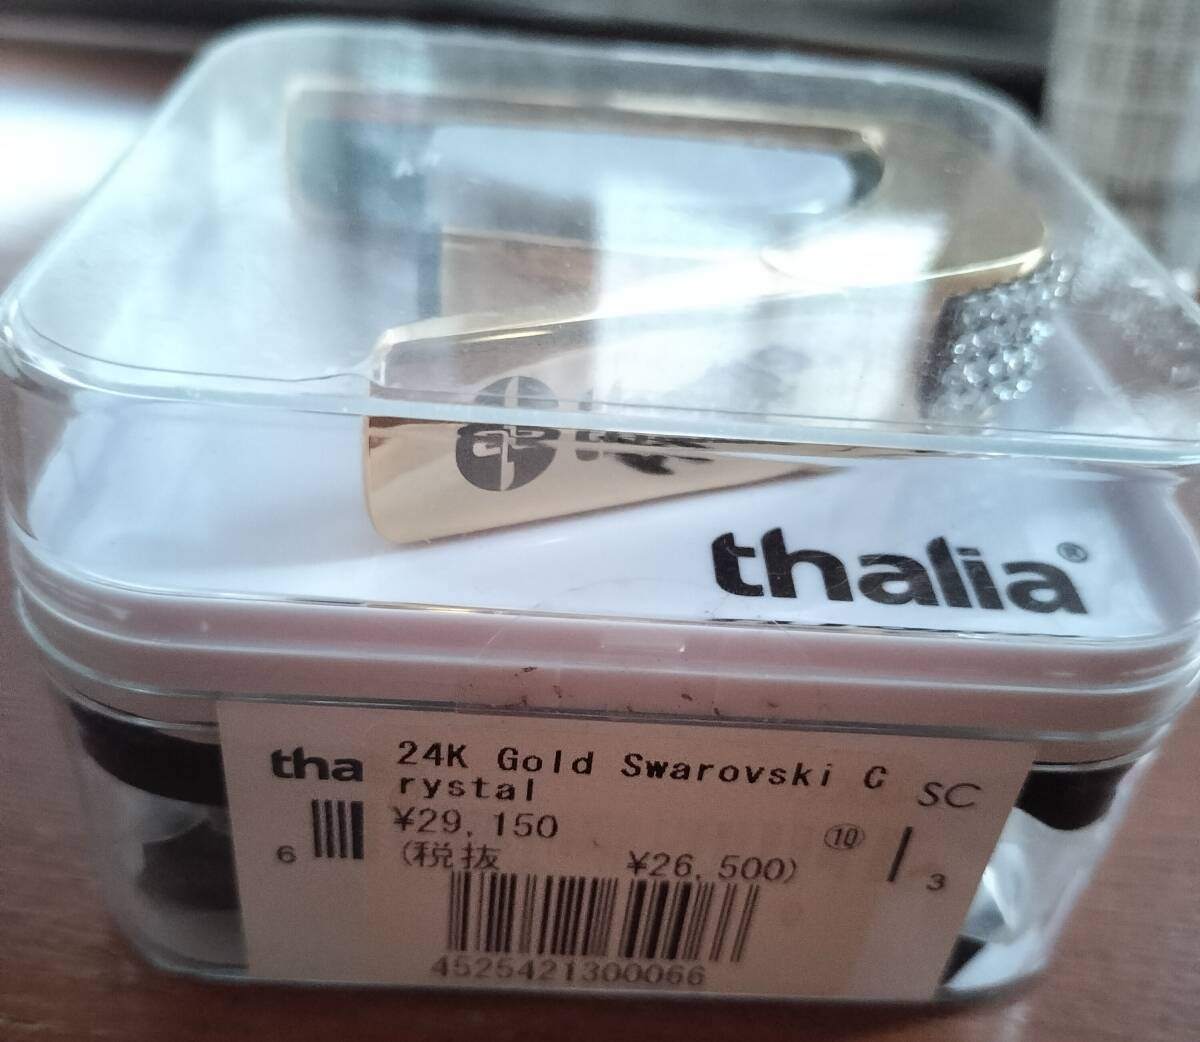 thalia®
tha
24K Gold Swarovski C
rystal
SC
¥29,150
(税抜 ¥26,500)
⑩
6
3
4525421300066